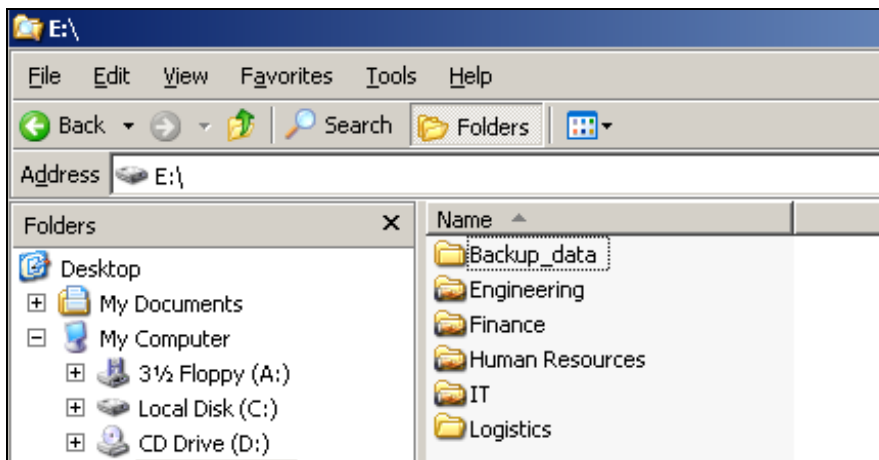 E:\
File Edit View Favorites Tools Help
Back Search Folders
Address E:\
Folders
Desktop
My Documents
My Computer
3½ Floppy (A:)
Local Disk (C:)
CD Drive (D:)
Name
Backup_data
Engineering
Finance
Human Resources
IT
Logistics